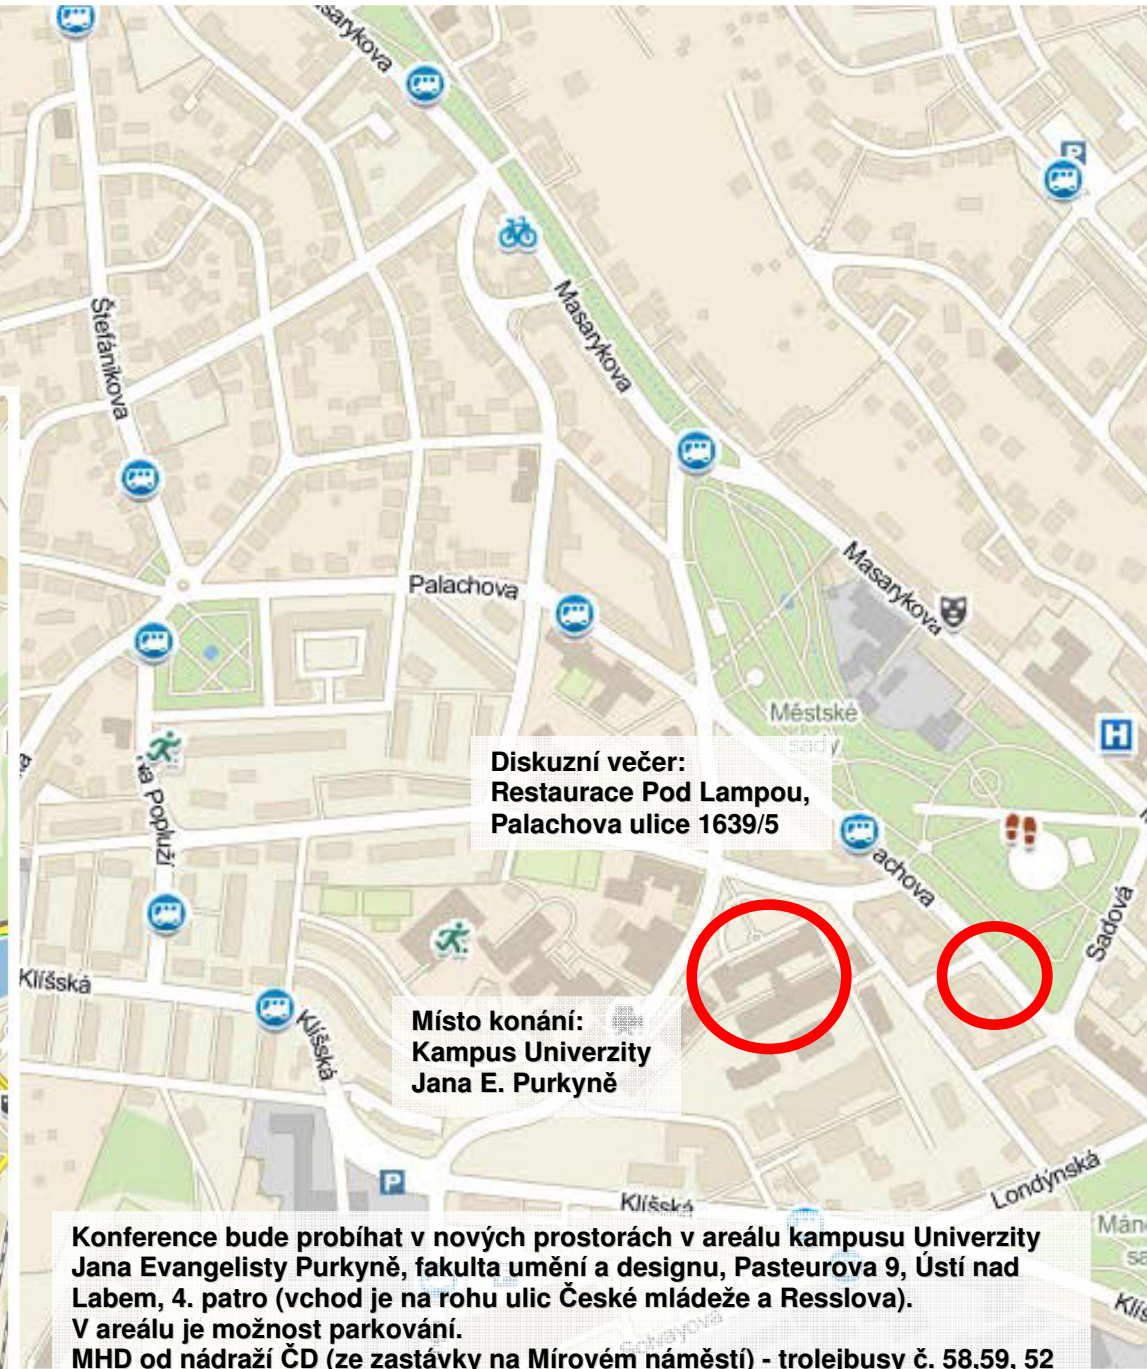 Masarykova
Štefánikova
Masarykova
Palachova
Masarykova
Městské
sady
Diskuzní večer:
Restaurace Pod Lampou,
Palachova ulice 1639/5
Na Popluží
achova
Sadová
Klíšská
Klíšská
Místo konání:
Kampus Univerzity
Jana E. Purkyně
P
P
H
Londýnská
Klíšská
Mán
sa
Konference bude probíhat v nových prostorách v areálu kampusu Univerzity
Jana Evangelisty Purkyně, fakulta umění a designu, Pasteurova 9, Ústí nad
Labem, 4. patro (vchod je na rohu ulic České mládeže a Resslova).
V areálu je možnost parkování.
Solvayova
Klíš
MHD od nádraží ČD (ze zastávky na Mírovém náměstí) - trolejbusy č. 58,59, 52